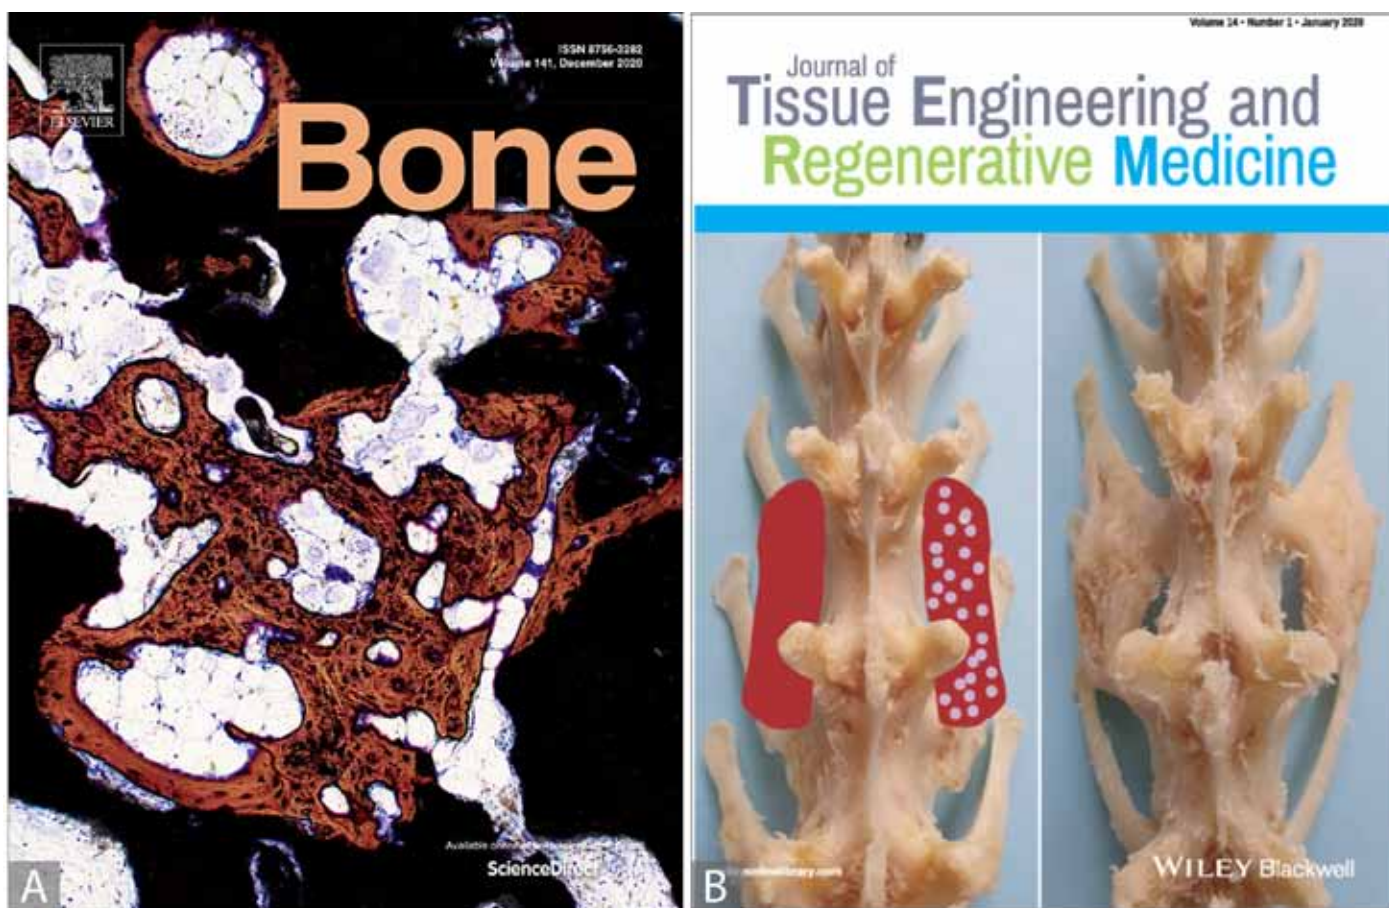 ELSEVIER
ISSN 8756-3282
Volume 141, December 2020
Bone
ScienceDirect
A
Volume 14 • Number 1 • January 2020
Journal of
Tissue Engineering and
Regenerative Medicine
WILEY Blackwell
B